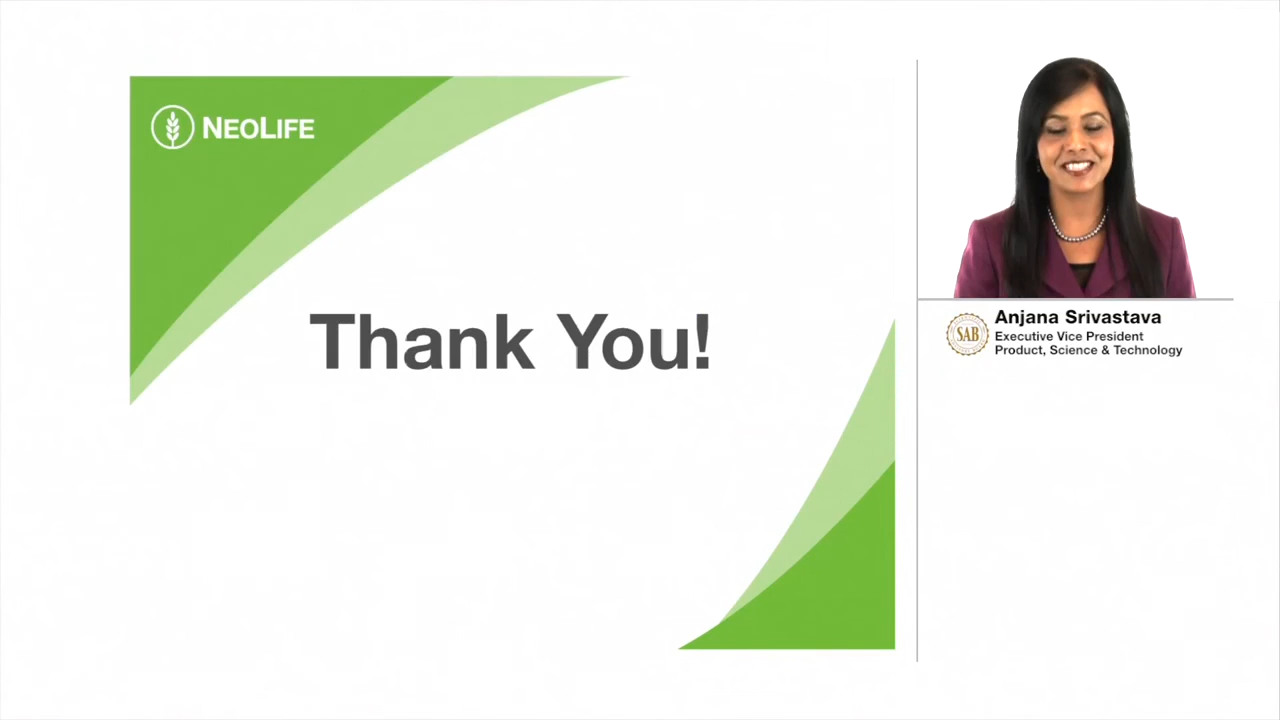 NEOLIFE
Thank You!
SAB
Anjana Srivastava
Executive Vice President
Product, Science & Technology